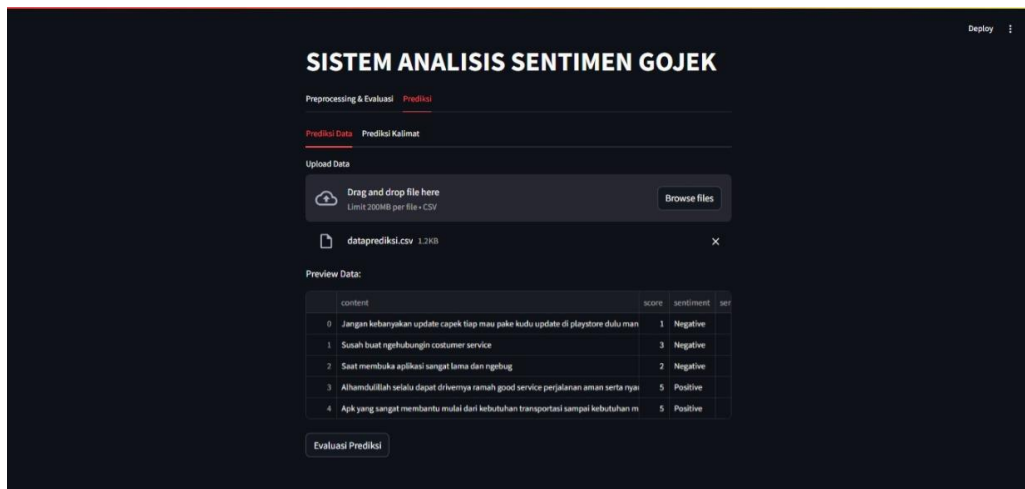 Deploy
SISTEM ANALISIS SENTIMEN GOJEK
Preprocessing & Evaluasi Prediksi
Prediksi Data Prediksi Kalimat
Upload Data
Drag and drop file here
Limit 200MB per file • CSV
Browse files
dataprediksi.csv 1.2KB
Preview Data:
content score sentiment ser
0 Jangan kebanyakan update capek tiap mau pake kudu update di playstore dulu man 1 Negative
1 Susah buat ngehubungin costumer service 3 Negative
2 Saat membuka aplikasi sangat lama dan ngebug 2 Negative
3 Alhamdulillah selalu dapat drivernya ramah good service perjalanan aman serta nyai 5 Positive
4 Apk yang sangat membantu mulai dari kebutuhan transportasi sampai kebutuhan m 5 Positive
Evaluasi Prediksi